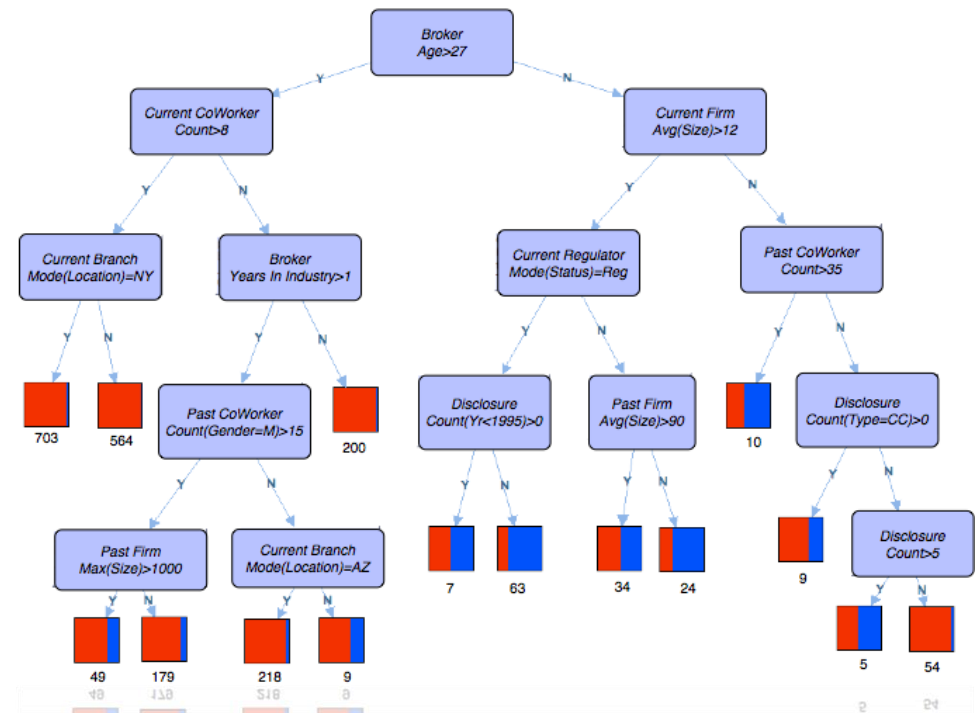 Broker
Age>27
Y
N
Current CoWorker
Count>8
Current Firm
Avg(Size)>12
Y
N
Y
N
Current Branch
Mode(Location)=NY
Broker
Years In Industry>1
Current Regulator
Mode(Status)=Reg
Past CoWorker
Count>35
Y
N
Y
N
Y
N
Y
N
703
564
Past CoWorker
Count(Gender=M)>15
200
Disclosure
Count(Yr<1995)>0
Past Firm
Avg(Size)>90
10
Disclosure
Count(Type=CC)>0
Y
N
Y
N
Y
N
Y
N
Past Firm
Max(Size)>1000
Current Branch
Mode(Location)=AZ
7
63
34
24
9
Disclosure
Count>5
Y
N
Y
N
Y
N
49
179
218
9
5
54